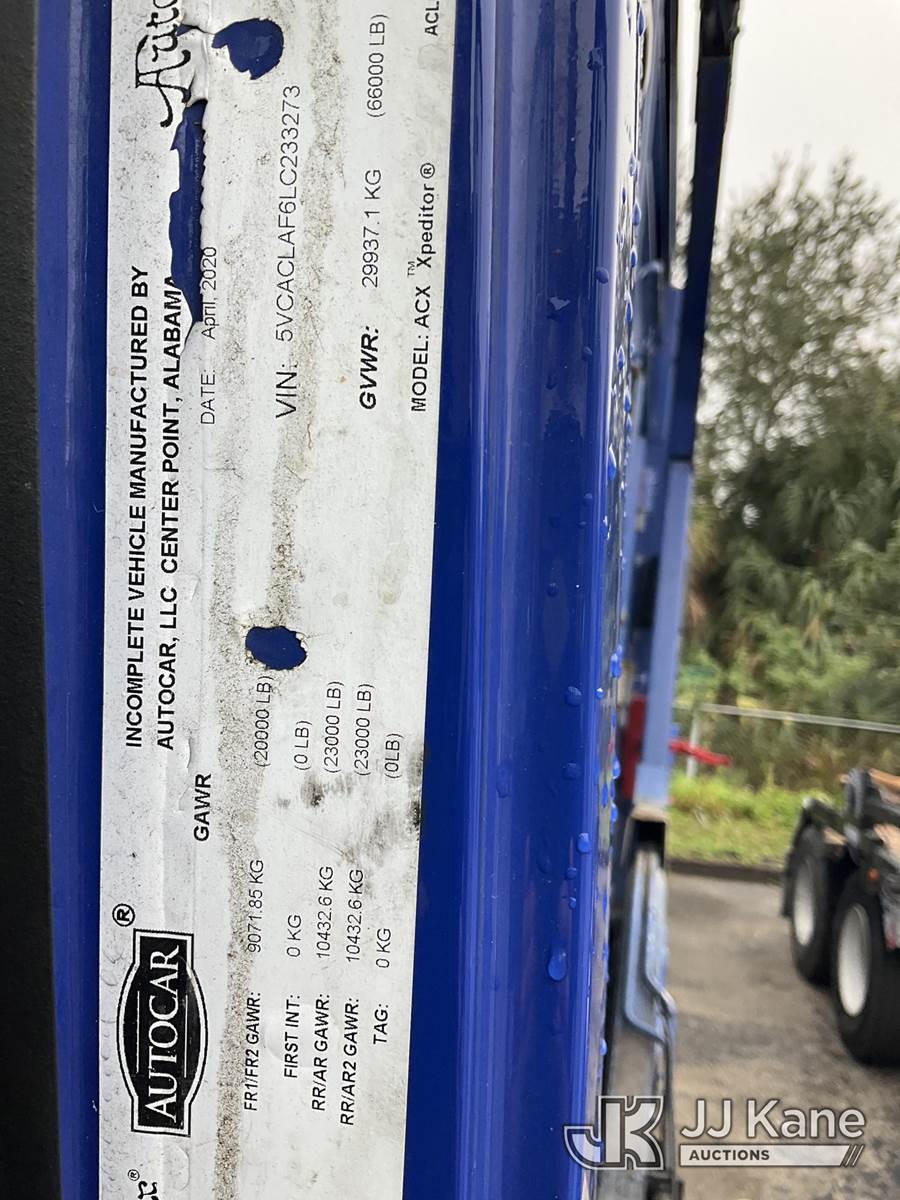 AUTOCAR ®
INCOMPLETE VEHICLE MANUFACTURED BY
AUTOCAR, LLC CENTER POINT, ALABAMA
GAWR
DATE: April, 2020
FR1/FR2 GAWR: 9071.85 KG (20000 LB)
FIRST INT: 0 KG (0 LB)
RR/AR GAWR: 10432.6 KG (23000 LB)
RR/AR2 GAWR: 10432.6 KG (23000 LB)
TAG: 0 KG (0LB)
VIN: 5VCACLAF6LC233273
GVWR: 29937.1 KG (66000 LB)
MODEL: ACX ™ Xpeditor ®
ACL
®
JK JJ Kane
AUCTIONS